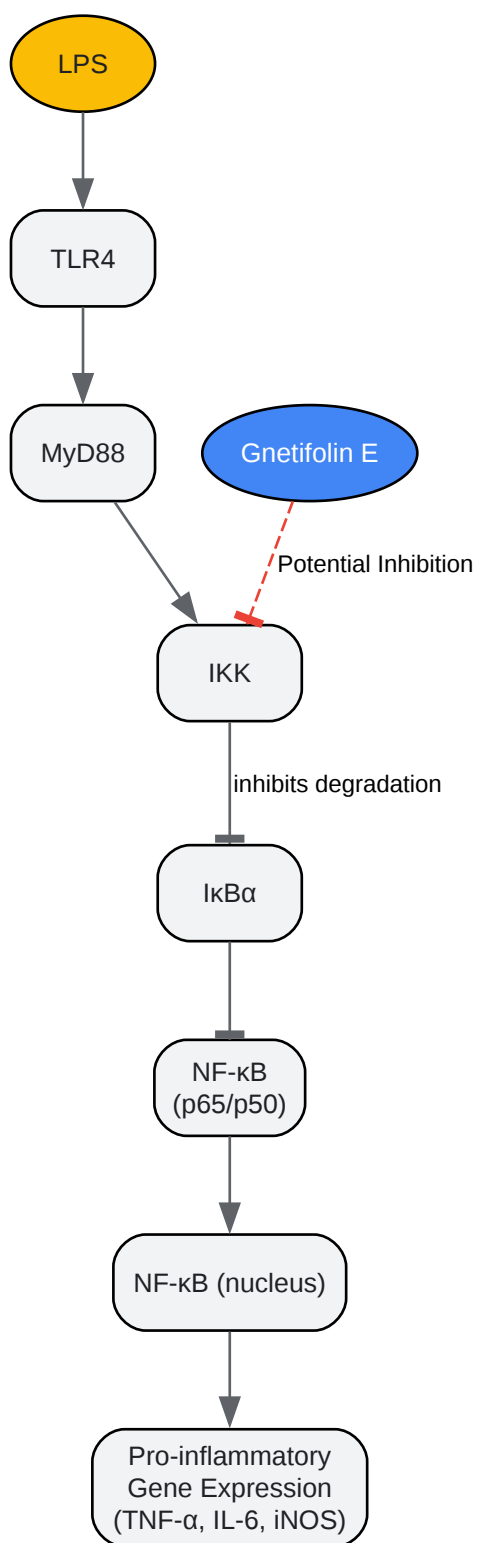 LPS
TLR4
MyD88
Gnetifolin E
Potential Inhibition
IKK
inhibits degradation
IκBα
NF-κB
(p65/p50)
NF-κB (nucleus)
Pro-inflammatory
Gene Expression
(TNF-α, IL-6, iNOS)